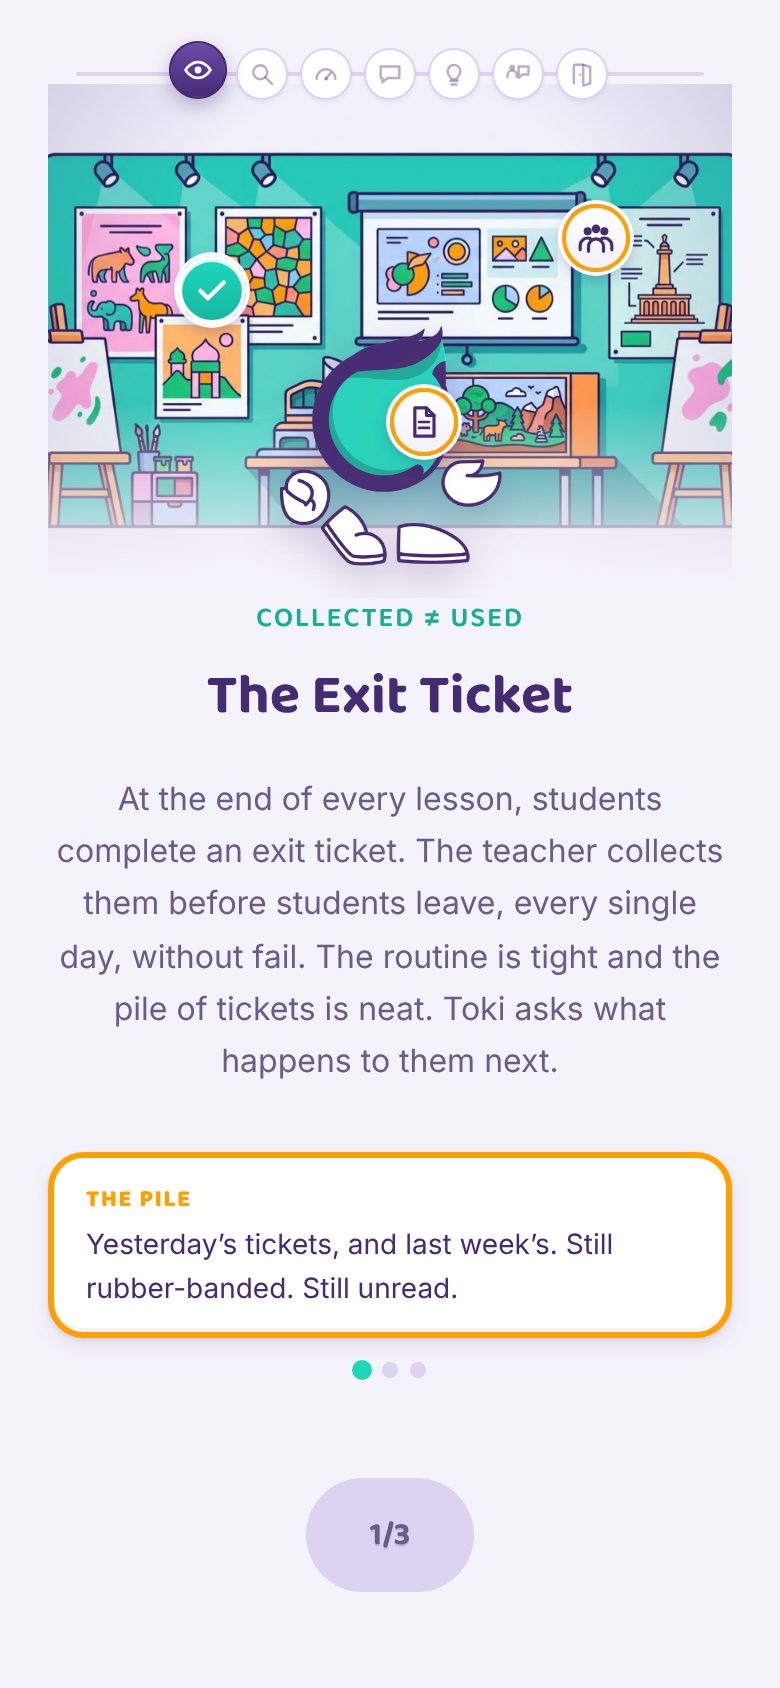 COLLECTED ≠ USED
The Exit Ticket
At the end of every lesson, students
complete an exit ticket. The teacher collects
them before students leave, every single
day, without fail. The routine is tight and the
pile of tickets is neat. Toki asks what
happens to them next.
THE PILE
Yesterday’s tickets, and last week’s. Still
rubber-banded. Still unread.
1/3